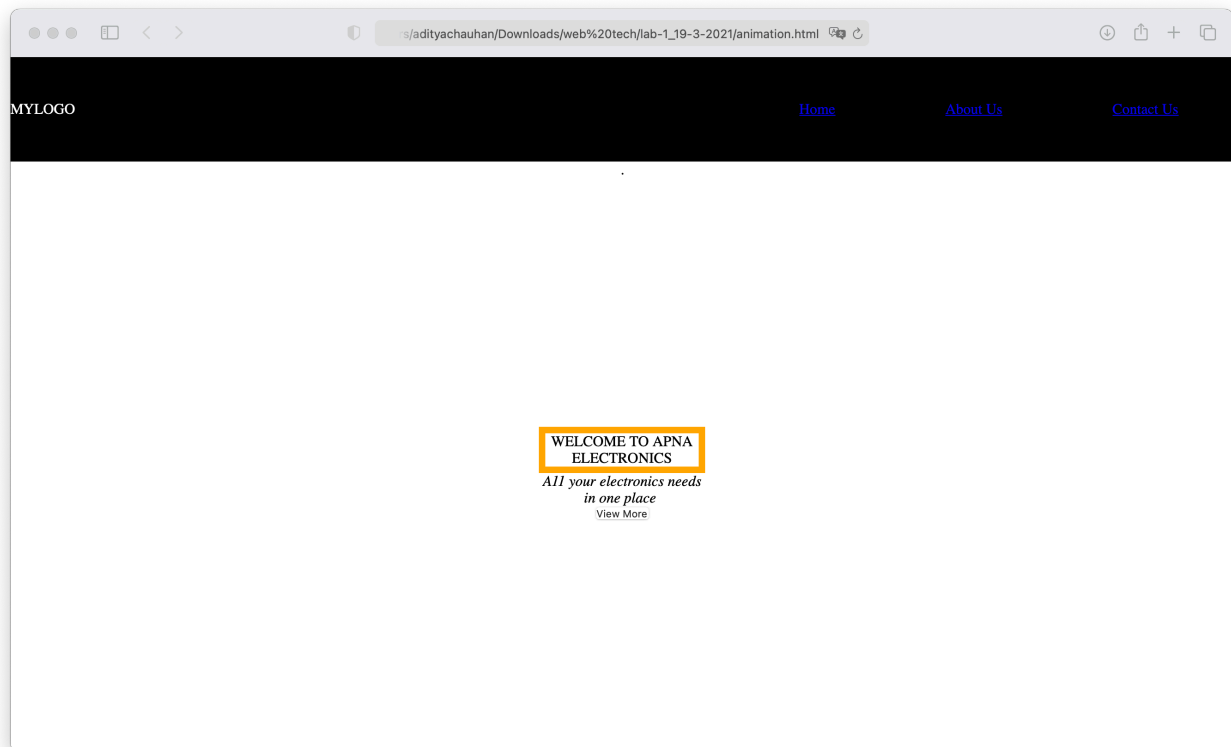 s/adityachauhan/Downloads/web%20tech/lab-1_19-3-2021/animation.html
MYLOGO Home About Us Contact Us
.
WELCOME TO APNA
ELECTRONICS
A11 your electronics needs
in one place
View More